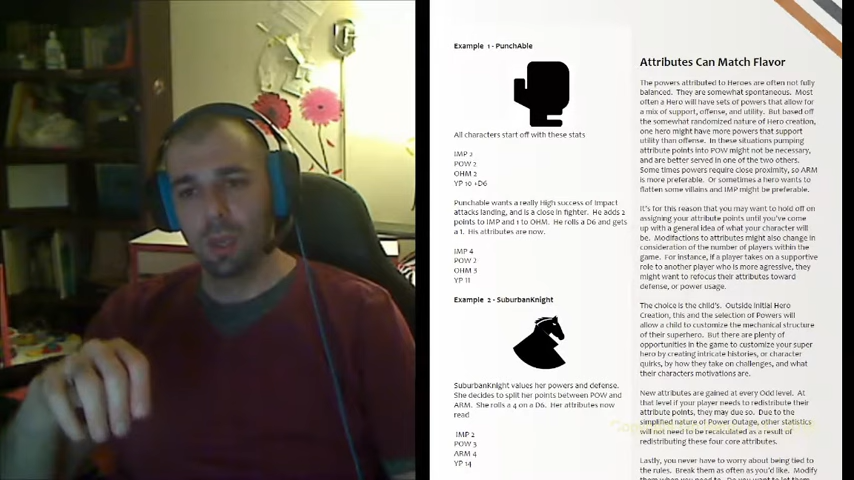 Example 1 - PunchAble
All characters start off with these stats
IMP 2
POW 2
OHM 2
YP 10 +D6
Punchable wants a really High success of Impact
attacks landing, and is a close in fighter. He adds 2
points to IMP and 1 to OHM. He rolls a D6 and gets
a 1. His attributes are now.
IMP 4
POW 2
OHM 3
YP 11
Example 2 - SuburbanKnight
SuburbanKnight values her powers and defense.
She decides to split her points between POW and
ARM. She rolls a 4 on a D6. Her attributes now
read
IMP 2
POW 3
ARM 4
YP 14
Attributes Can Match Flavor
The powers attributed to Heroes are often not fully
balanced. They are somewhat spontaneous. Most
often a Hero will have sets of powers that allow for
a mix of support, offense, and utility. But based off
the somewhat randomized nature of Hero creation,
one hero might have more powers that support
utility than offense. In these situations pumping
attribute points into POW might not be necessary,
and are better served in one of the two others.
Some times powers require close proximity, so ARM
is more preferable. Or sometimes a hero wants to
flatten some villains and IMP might be preferable.
It's for this reason that you may want to hold off on
assigning your attribute points until you've come
up with a general idea of what your character will
be. Modifactions to attributes might also change in
consideration of the number of players within the
game. For instance, if a player takes on a supportive
role to another player who is more aggressive, they
might want to refocus their attributes toward
defense, or power usage.
The choice is the child's. Outside initial Hero
Creation, this and the selection of Powers will
allow a child to customize the mechanical structure
of their superhero. But there are plenty of
opportunities in the game to customize your super
hero by creating intricate histories, or character
quirks, by how they take on challenges, and what
their characters motivations are.
New attributes are gained at every Odd level. At
that level if your player needs to redistribute their
attribute points, they may due so. Due to the
simplified nature of Power Outage, other statistics
will not need to be recalculated as a result of
redistributing these four core attributes.
Lastly, you never have to worry about being tied to
the rules. Break them as often as you'd like. Modify
them when you need to. Do you want to let them